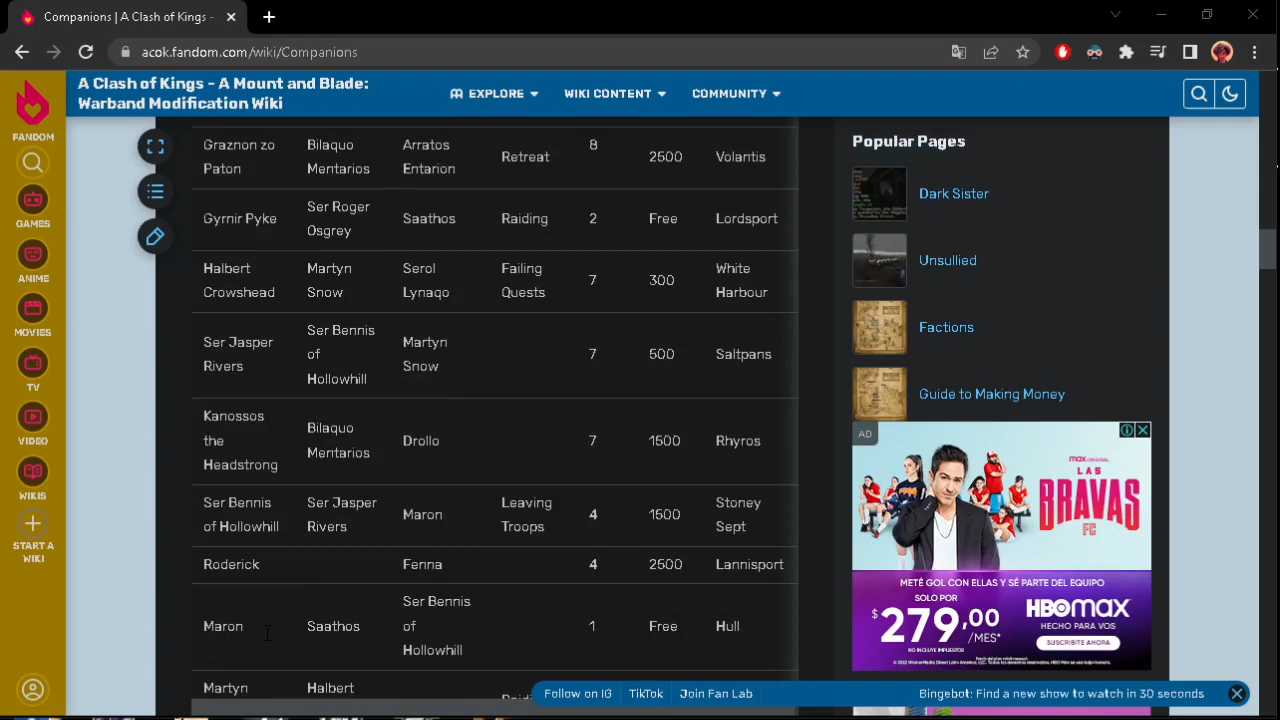 Companions | A Clash of Kings -
acok.fandom.com/wiki/Companions
A Clash of Kings - A Mount and Blade:
Warband Modification Wiki
EXPLORE
WIKI CONTENT
COMMUNITY
FANDOM
GAMES
ANIME
MOVIES
TV
VIDEO
WIKIS
START A
WIKI
zo Bilaquo Arratos Retreat 8 2500 Volantis
Patorn Mentarios Entarion
Gyrnir Pyke Ser Roger Saathos Raiding 2 Free Lordsport
Osgrey
Halbert Martyn Serol Failing 7 300 White
Crowshead Snow Lynaqo Quests Harbour
Ser Jasper Ser Bennis Martyn 7 500 Saltpans
Rivers of Snow
Hollowhill
Kanossos Bilaquo Drollo 7 1500 Rhyros
the Mentarios
Headstrong
Ser Bennis Ser Jasper Maron Leaving 4 1500 Stoney
of Hollowhill Rivers Troops Sept
Roderick Fenna 4 2500 Lannisport
Saathos Ser Bennis 1 Free Hull
of
Hollowhill
Halbert
Popular Pages
Dark Sister
Unsullied
Factions
Guide to Making Money
AD
max ORIGINAL
LAS
BRAVAS
FC
METÉ GOL CON ELLAS Y SÉ PARTE DEL EQUIPO
SOLO POR
$279,00
/MES*
NO INCLUYE IMPUESTOS
HBOMAX
HECHO PARA VOS
SUSCRIBITE AHORA
Follow on IG TikTok Join Fan Lab
Bingebot: Find a new show to watch in 30 seconds